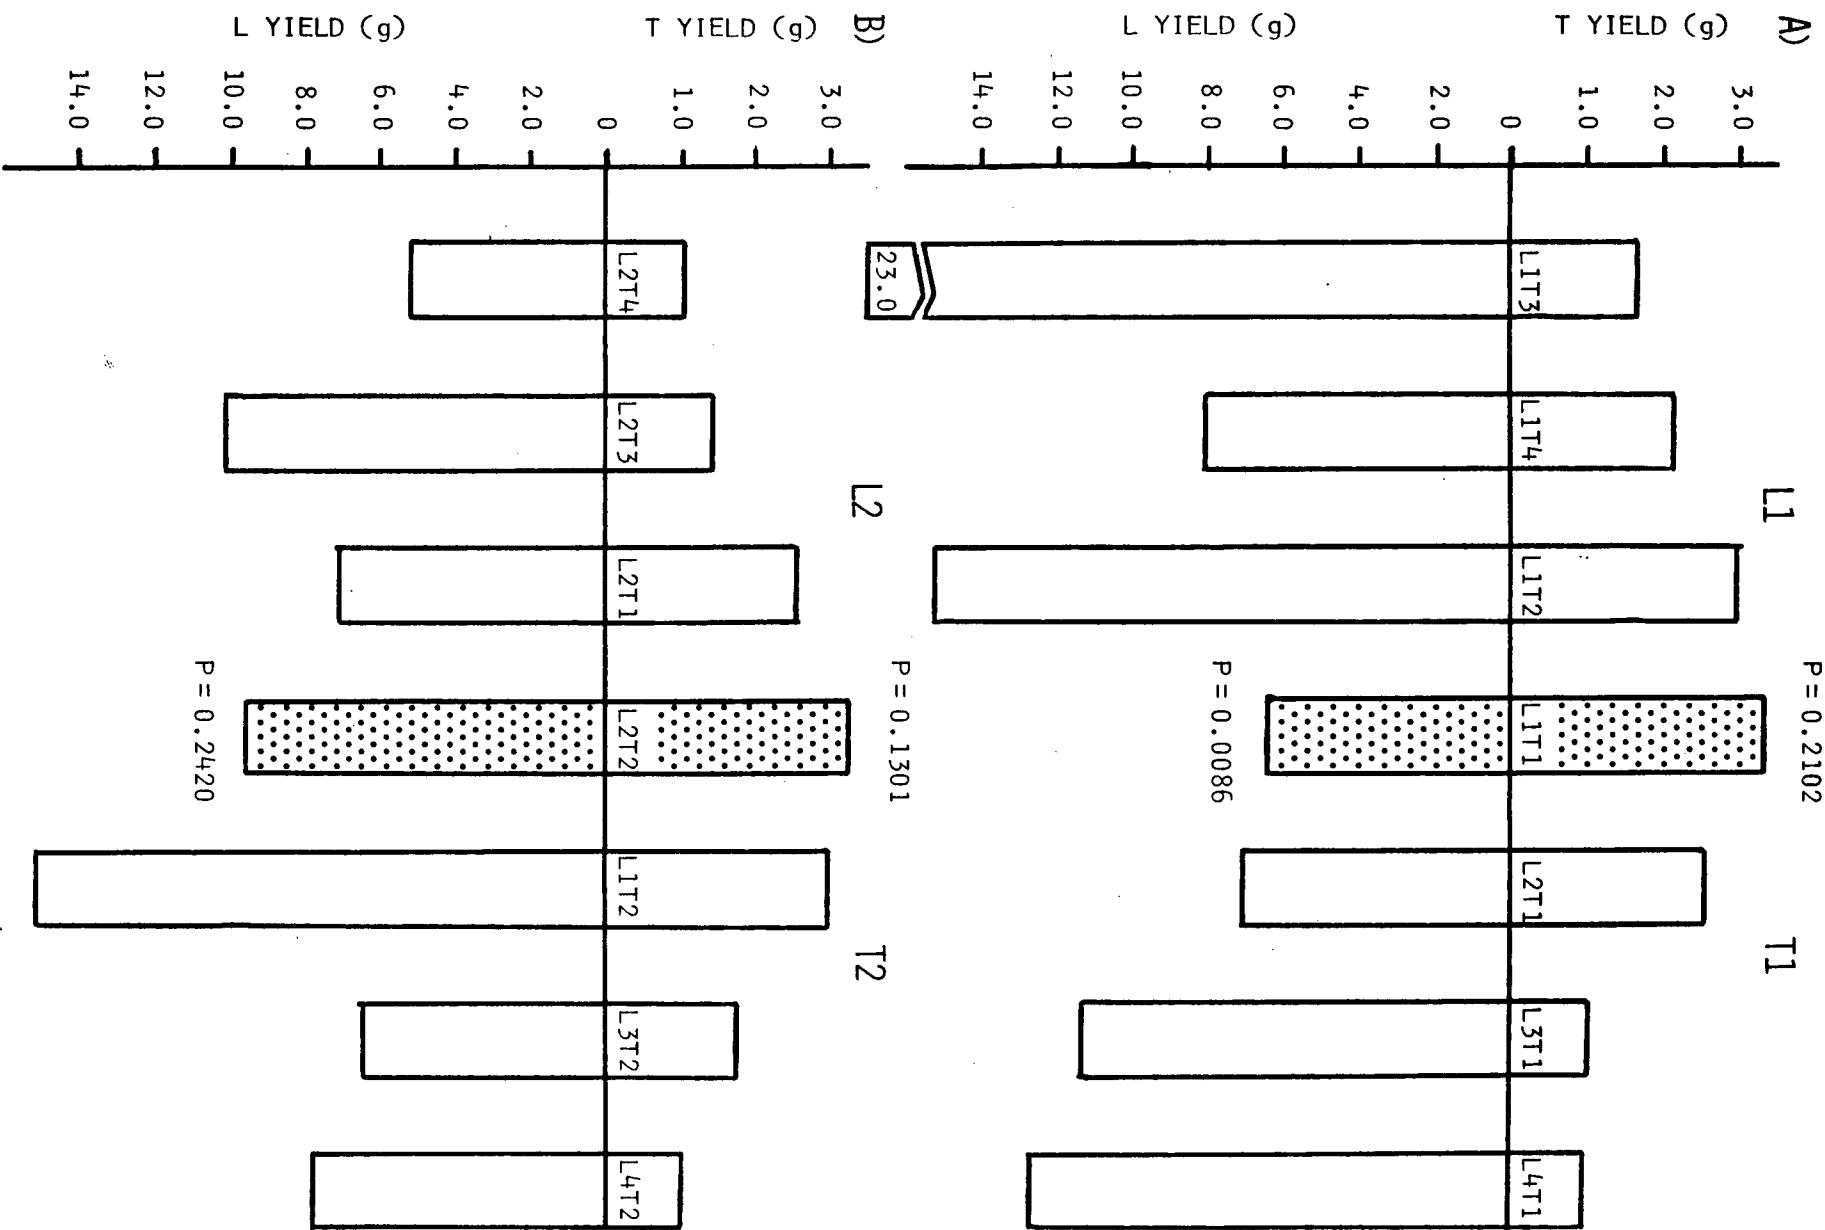 A)
T YIELD (g)
L YIELD (g)
3.0
2.0
1.0
0
2.0
4.0
6.0
8.0
10.0
12.0
14.0
L1
T1
P = 0.2102
L1T3
L1T4
L1T2
L1T1
L2T1
L3T1
L4T1
P = 0.0086
23.0
B)
T YIELD (g)
L YIELD (g)
3.0
2.0
1.0
0
2.0
4.0
6.0
8.0
10.0
12.0
14.0
L2
T2
P = 0.1301
L2T4
L2T3
L2T1
L2T2
L1T2
L3T2
L4T2
P = 0.2420